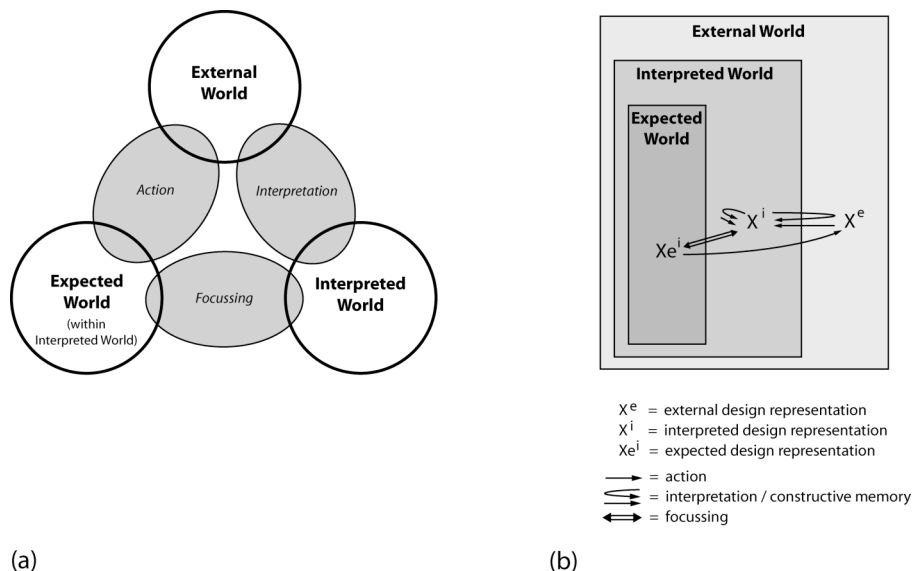 External
World
Action
Interpretation
Expected
World
(within
Interpreted World)
Focussing
Interpreted
World
(a)
External World
Interpreted World
Expected
World
Xⁱ
Xᵉ
Xeⁱ
Xᵉ = external design representation
Xⁱ = interpreted design representation
Xeⁱ = expected design representation
= action
= interpretation / constructive memory
= focussing
(b)